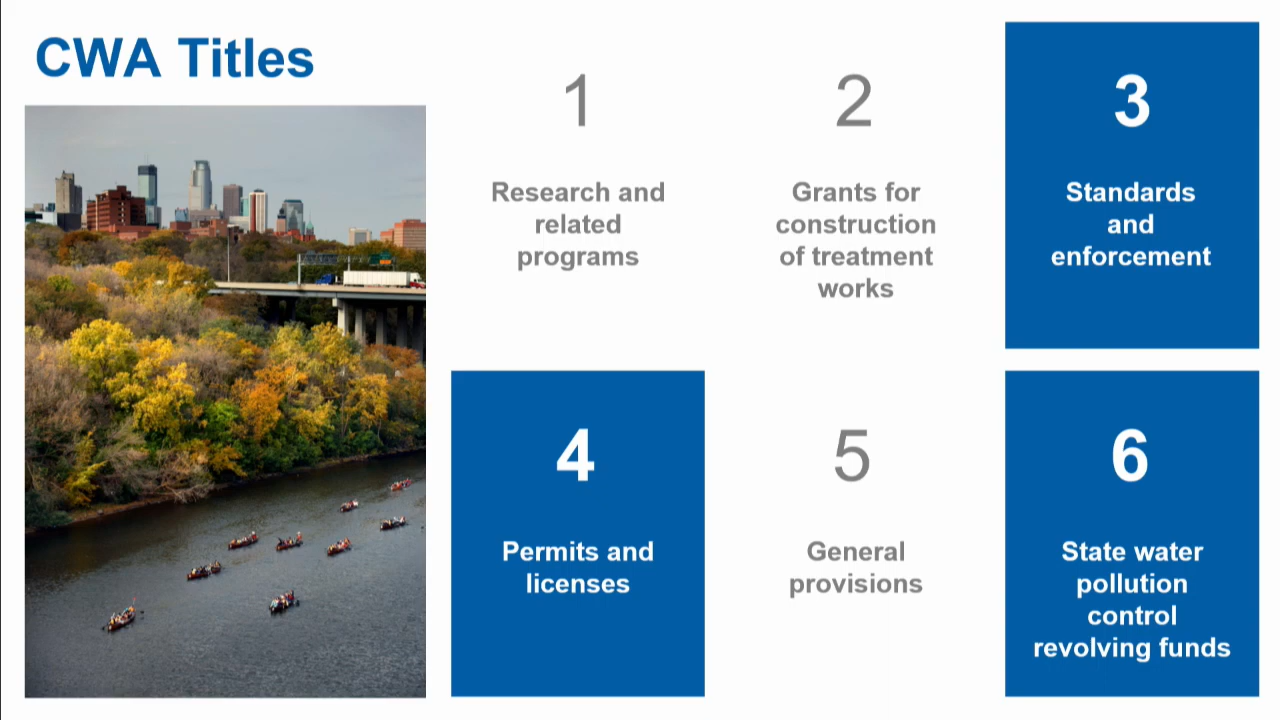 CWA Titles
1
Research and
related
programs
2
Grants for
construction
of treatment
works
3
Standards
and
enforcement
4
Permits and
licenses
5
General
provisions
6
State water
pollution
control
revolving funds